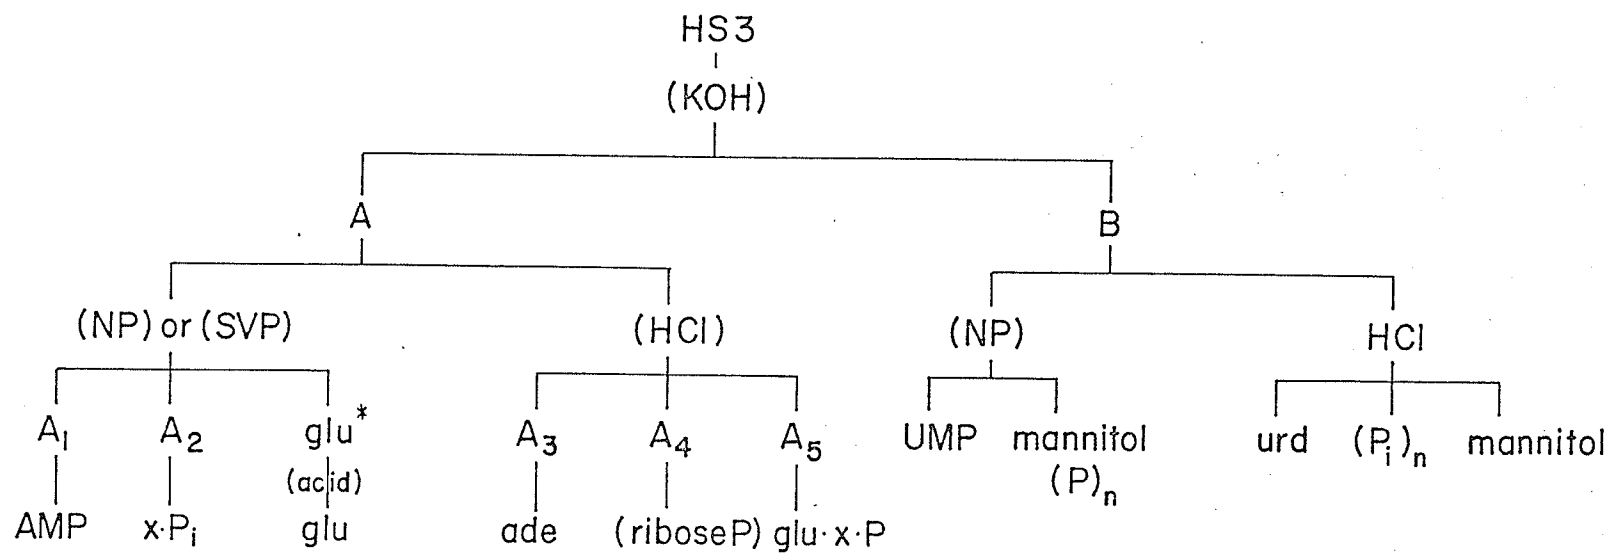 HS3
(KOH)
A B
(NP) or (SVP) (HCl) (NP) HCl
A₁ A₂ glu* A₃ A₄ A₅ UMP mannitol urd (Pᵢ)ₙ mannitol
(acid) (P)ₙ
AMP x·Pᵢ glu ade (riboseP) glu·x·P